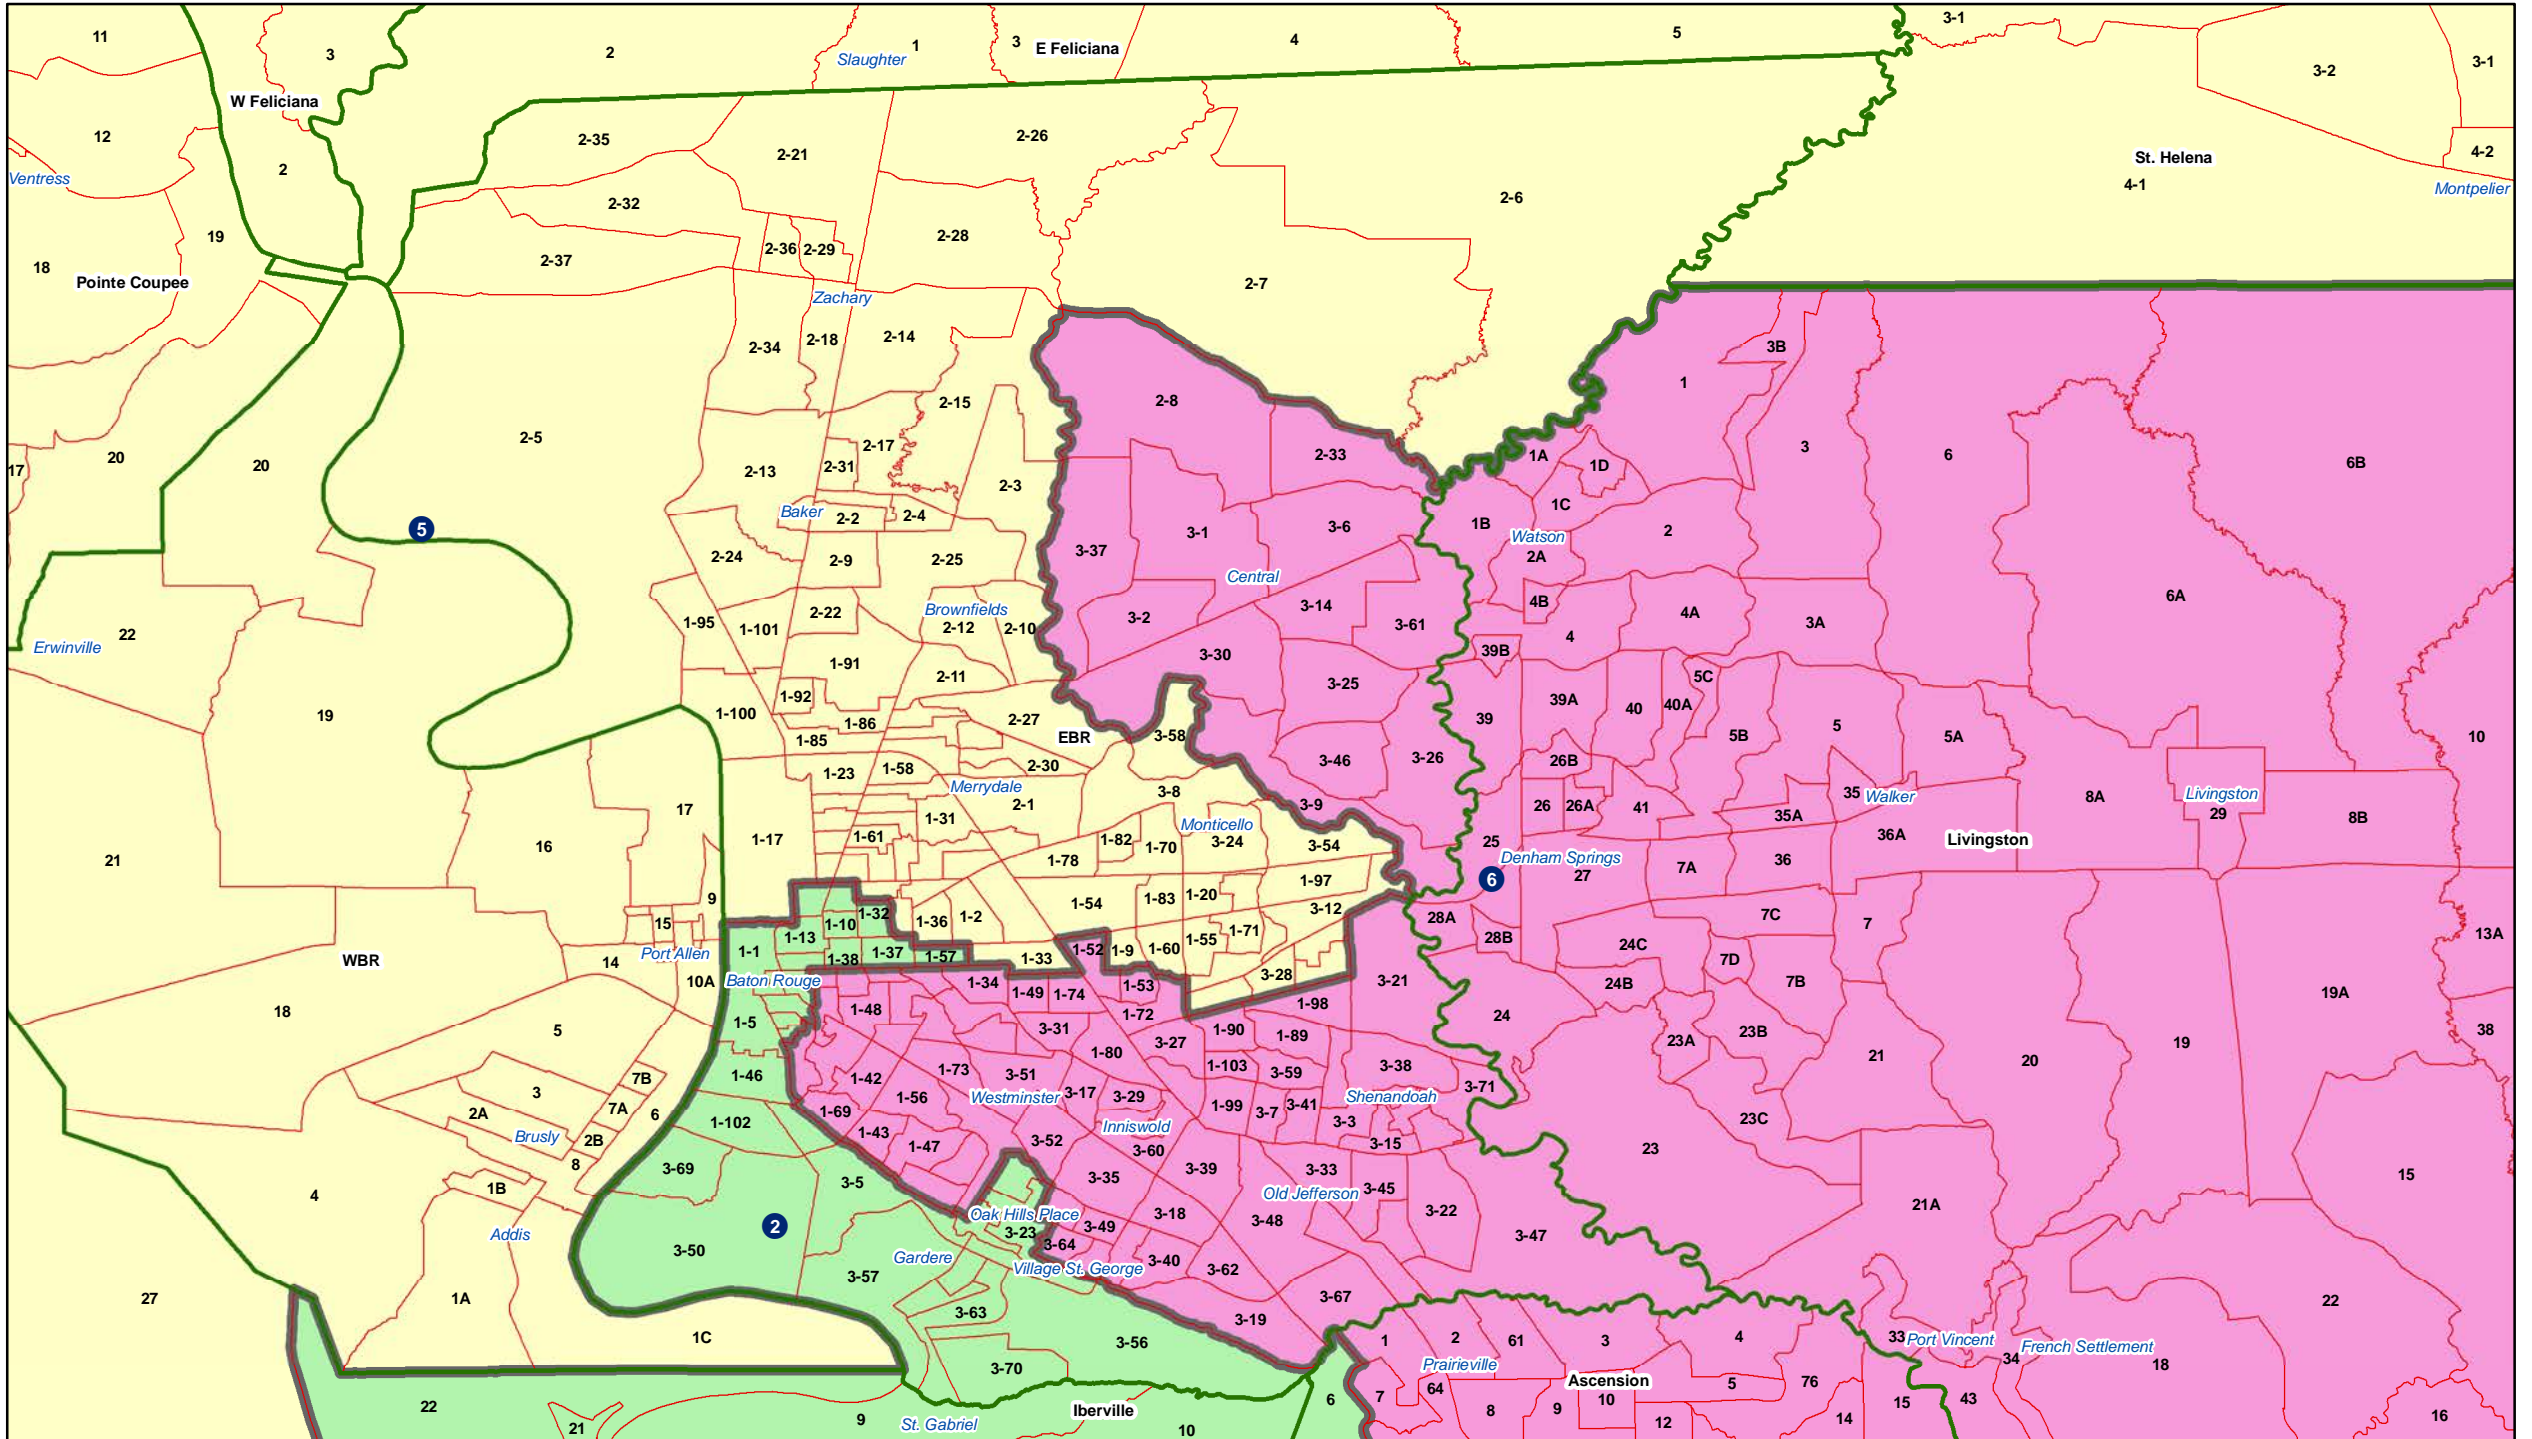 11
3
2
Slaughter
1
3
E Feliciana
4
5
3-1
3-2
3-1
W Feliciana
12
2
2-35
2-21
2-26
St. Helena
4-2
Ventress
4-1
Montpelier
2-32
2-6
18
19
2-36
2-29
2-28
Pointe Coupee
2-37
2-7
Zachary
2-34
2-18
2-14
3B
1
2-15
2-8
2-5
2-17
2-33
3
6
6B
17
20
20
2-13
2-31
2-3
1A
1D
1C
5
Baker
2-2
2-4
3-1
3-6
1B
Watson
2
2-24
2-9
2-25
3-37
Central
2A
6A
22
1-95
1-101
2-22
Brownfields
2-12
2-10
3-2
3-14
3-61
4B
4
4A
3A
Erwinville
1-91
2-11
3-30
39B
1-92
3-25
39A
5C
19
1-100
1-86
2-27
39
40
40A
5B
5
5A
10
1-85
EBR
3-58
3-46
3-26
26B
1-23
1-58
Merrydale
2-30
2-1
3-8
3-9
26
26A
41
35
Walker
35A
8A
Livingston
29
8B
21
16
17
1-17
1-61
1-31
1-78
1-82
1-70
Monticello
3-24
3-54
25
Denham Springs
6
27
7A
36
36A
Livingston
1-97
9
15
1-32
1-10
1-36
1-2
1-54
1-83
1-20
3-12
28A
28B
7C
7
13A
WBR
14
Port Allen
10A
1-1
1-13
1-38
1-37
1-57
1-33
1-52
1-9
1-60
1-55
1-71
24C
7D
Baton Rouge
1-34
1-49
1-74
1-53
3-28
3-21
24B
7B
19A
18
5
1-5
1-48
3-31
1-72
1-98
24
38
1-90
1-89
3-27
1-80
23A
23B
21
20
19
7B
1-46
1-42
1-73
3-51
1-103
3-59
3-38
3-71
3
7A
6
1-56
Westminster
3-17
3-29
1-99
3-7
3-41
Shenandoah
2A
Brusly
2B
1-102
1-69
1-43
1-47
3-52
Inniswold
3-60
3-3
3-15
23C
23
8
3-69
3-5
3-35
3-39
3-33
15
4
1B
Old Jefferson
3-45
3-22
21A
Addis
2
Oak Hills Place
3-23
3-64
3-49
3-18
3-48
3-47
3-50
Gardere
Village St. George
3-40
3-62
3-57
27
1A
1C
3-63
3-56
3-70
3-19
3-67
22
1
2
61
3
4
33
Port Vincent
34
French Settlement
18
Prairieville
Ascension
7
64
8
9
10
5
12
76
14
15
43
16
22
21
9
St. Gabriel
Iberville
10
6